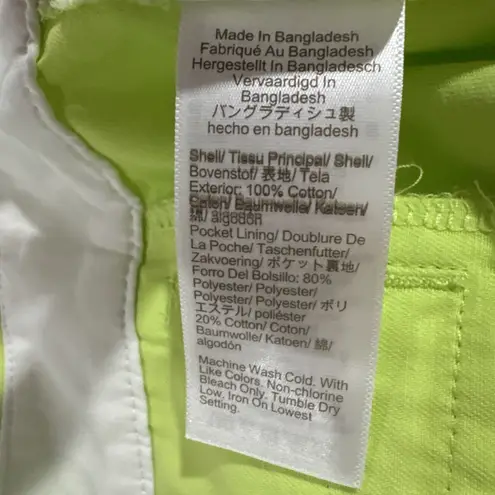 Made In Bangladesh
Fabriqué Au Bangladesh
Hergestellt In Bangladesch
Vervaardigd In
Bangladesh
バングラディシュ製
hecho en bangladesh
Shell/ Tissu Principal/ Shell/
Bovenstof/ 表地/ Tela
Exterior: 100% Cotton/
Coton/ Baumwolle/ Katoen/
綿/ algodón
Pocket Lining/ Doublure De
La Poche/ Taschenfutter/
Zakvoering/ ポケット裏地/
Forro Del Bolsillo: 80%
Polyester/ Polyester/
Polyester/ Polyester/ ポリ
エステル/ poliéster
20% Cotton/ Coton/
Baumwolle/ Katoen/ 綿/
algodón
Machine Wash Cold. With
Like Colors. Non-chlorine
Bleach Only. Tumble Dry
Low. Iron On Lowest
Setting.